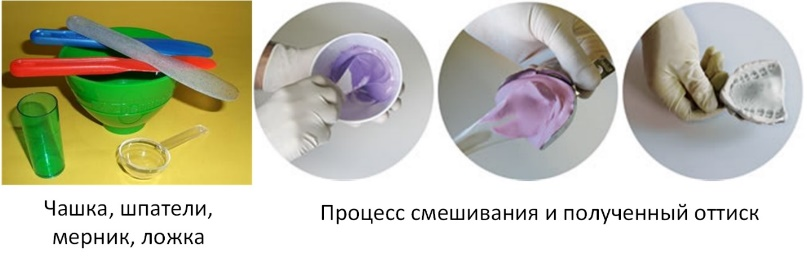 Чашка, шпатели,
мерник, ложка
Процесс смешивания и полученный оттиск